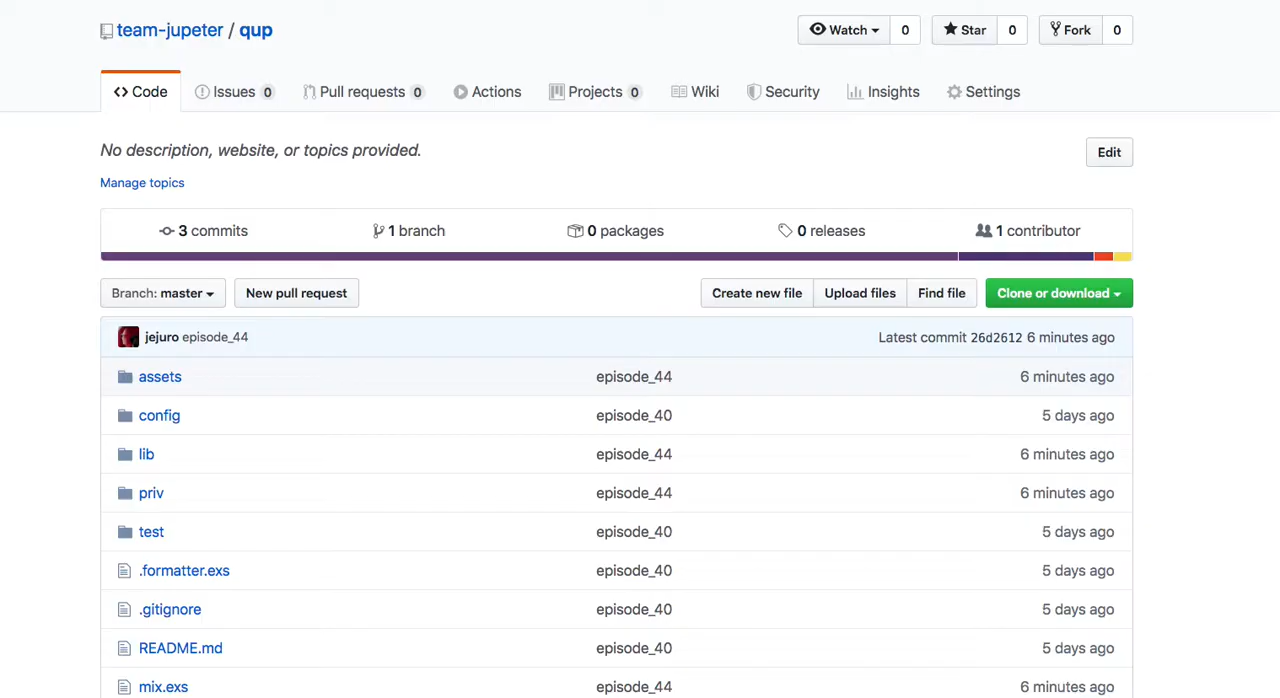 team-jupeter / qup
Watch 0 Star 0 Fork 0
Code Issues 0 Pull requests 0 Actions Projects 0 Wiki Security Insights Settings
No description, website, or topics provided. Edit
Manage topics
3 commits 1 branch 0 packages 0 releases 1 contributor
Branch: master New pull request Create new file Upload files Find file Clone or download
jejuro episode_44 Latest commit 26d2612 6 minutes ago
assets episode_44 6 minutes ago
config episode_40 5 days ago
lib episode_44 6 minutes ago
priv episode_44 6 minutes ago
test episode_40 5 days ago
.formatter.exs episode_40 5 days ago
.gitignore episode_40 5 days ago
README.md episode_40 5 days ago
mix.exs episode_44 6 minutes ago